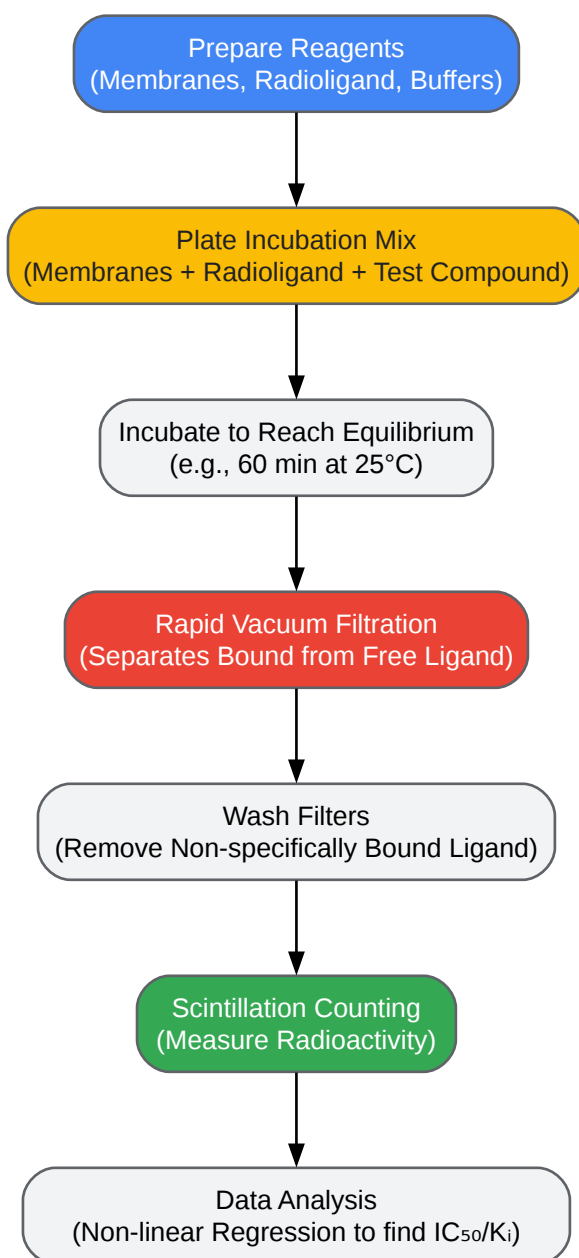 Prepare Reagents
(Membranes, Radioligand, Buffers)
Plate Incubation Mix
(Membranes + Radioligand + Test Compound)
Incubate to Reach Equilibrium
(e.g., 60 min at 25°C)
Rapid Vacuum Filtration
(Separates Bound from Free Ligand)
Wash Filters
(Remove Non-specifically Bound Ligand)
Scintillation Counting
(Measure Radioactivity)
Data Analysis
(Non-linear Regression to find IC₅₀/Kᵢ)